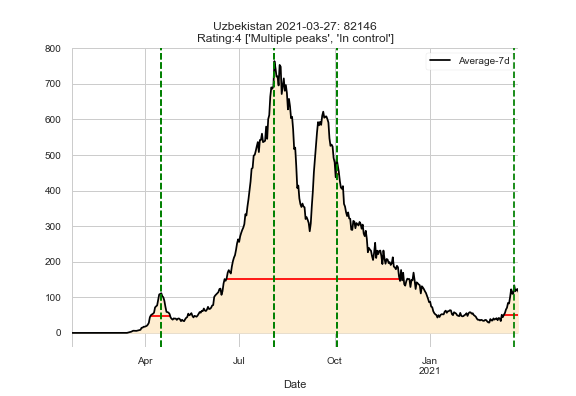 Uzbekistan 2021-03-27: 82146
Rating:4 ['Multiple peaks', 'In control']
Average-7d
800
700
600
500
400
300
200
100
0
Apr
Jul
Oct
Jan
2021
Date